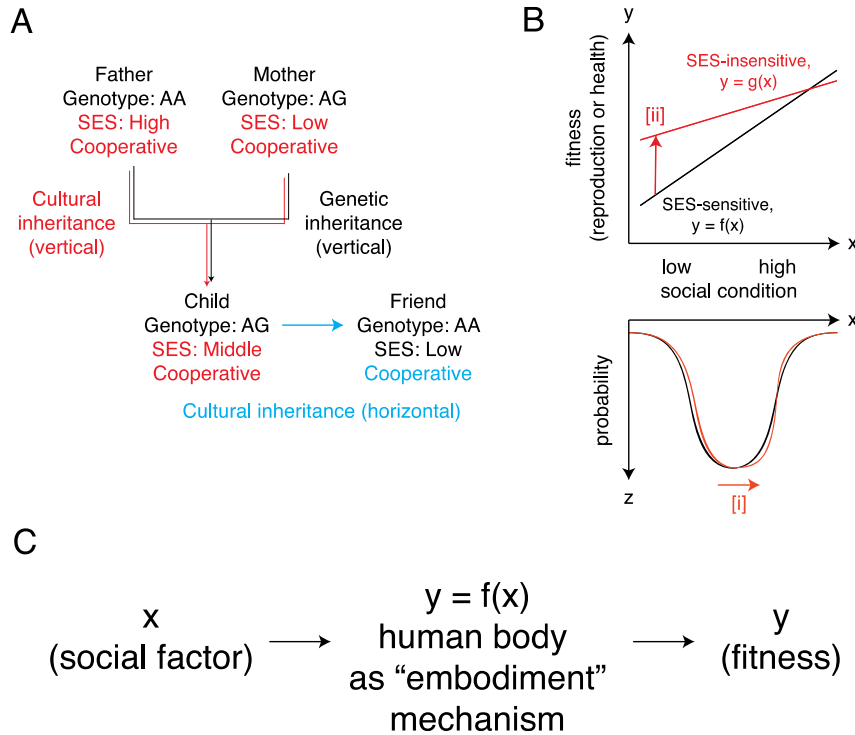 A
Father
Genotype: AA
SES: High
Cooperative
Mother
Genotype: AG
SES: Low
Cooperative
Cultural
inheritance
(vertical)
Genetic
inheritance
(vertical)
Child
Genotype: AG
SES: Middle
Cooperative
Friend
Genotype: AA
SES: Low
Cooperative
Cultural inheritance (horizontal)
B
y
fitness
(reproduction or health)
SES-insensitive,
y = g(x)
[ii]
SES-sensitive,
y = f(x)
x
low
high
social condition
x
probability
z
[i]
C
x
(social factor)
y = f(x)
human body
as “embodiment”
mechanism
y
(fitness)